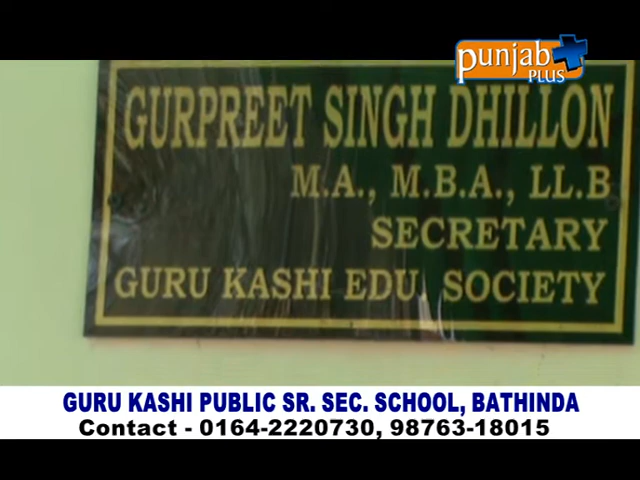 punjab
PLUS
GURPREET SINGH DHILLON
M.A., M.B.A., LL.B
SECRETARY
GURU KASHI EDU. SOCIETY
GURU KASHI PUBLIC SR. SEC. SCHOOL, BATHINDA
Contact - 0164-2220730, 98763-18015